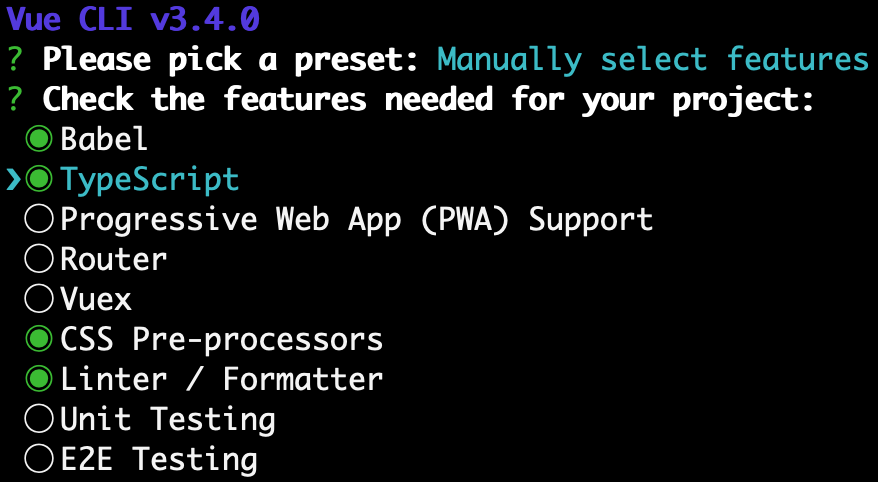 Vue CLI v3.4.0
? Please pick a preset: Manually select features
? Check the features needed for your project:
◉ Babel
❯◉ TypeScript
◯ Progressive Web App (PWA) Support
◯ Router
◯ Vuex
◉ CSS Pre-processors
◉ Linter / Formatter
◯ Unit Testing
◯ E2E Testing